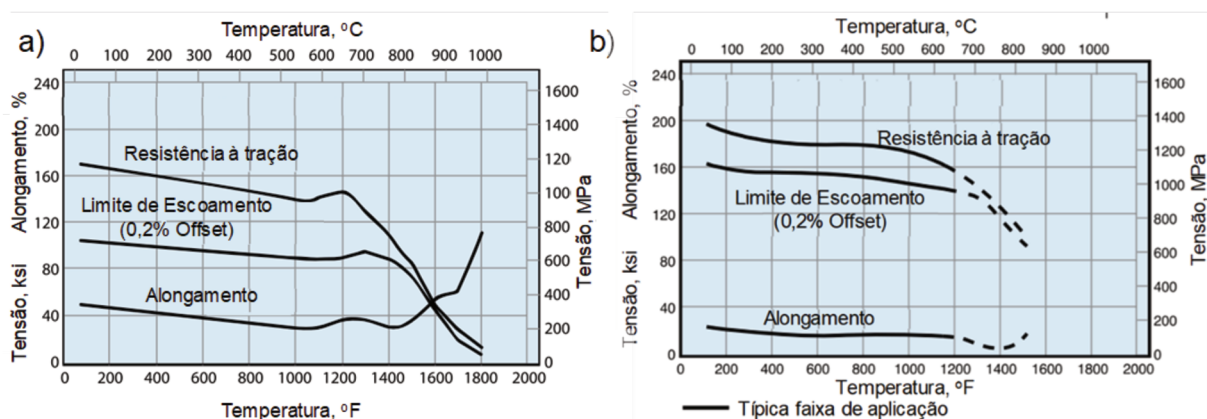 a)
Temperatura, ºC
0 100 200 300 400 500 600 700 800 900 1000
Alongamento, %
Tensão, ksi
240
200
160
120
80
40
0
Resistência à tração
Limite de Escoamento
(0,2% Offset)
Alongamento
1600
1400
1200
1000
800
600
400
200
0
Tensão, MPa
0 200 400 600 800 1000 1200 1400 1600 1800 2000
Temperatura, ºF
b)
Temperatura, ºC
0 100 200 300 400 500 600 700 800 900 1000
Alongamento, %
Tensão, ksi
240
200
160
120
80
40
0
Resistência à tração
Limite de Escoamento
(0,2% Offset)
Alongamento
1600
1400
1200
1000
800
600
400
200
0
Tensão, MPa
0 200 400 600 800 1000 1200 1400 1600 1800 2000
Temperatura, ºF
Típica faixa de aplicação